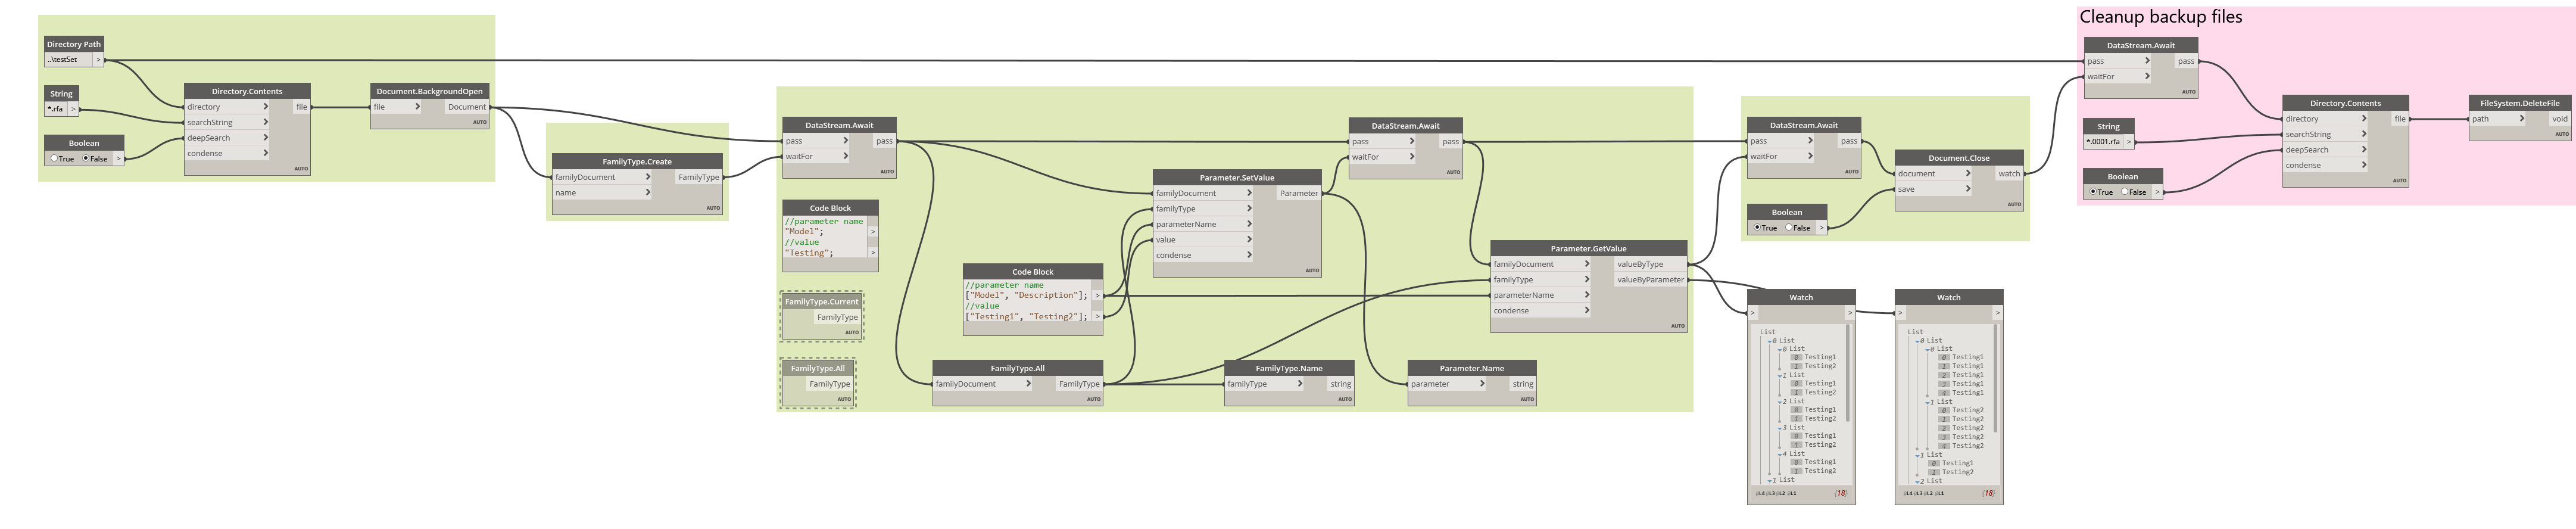 Directory Path
..\testSet >
String
*.rfa >
Boolean
True False >
Directory.Contents
directory > file
searchString >
deepSearch >
condense >
AUTO
Document.BackgroundOpen
file > Document
AUTO
FamilyType.Create
familyDocument > FamilyType
name >
AUTO
DataStream.Await
pass > pass
waitFor >
AUTO
Code Block
//parameter name
"Model"; >
//value
"Testing"; >
FamilyType.Current
FamilyType
AUTO
FamilyType.All
FamilyType
AUTO
Code Block
//parameter name
["Model", "Description"]; >
//value
["Testing1", "Testing2"]; >
FamilyType.All
familyDocument > FamilyType
AUTO
Parameter.SetValue
familyDocument > Parameter
familyType >
parameterName >
value >
condense >
AUTO
FamilyType.Name
familyType > string
AUTO
DataStream.Await
pass > pass
waitFor >
AUTO
Parameter.Name
parameter > string
AUTO
Parameter.GetValue
familyDocument > valueByType
familyType > valueByParameter
parameterName >
condense >
AUTO
DataStream.Await
pass > pass
waitFor >
AUTO
Boolean
True False >
Document.Close
document > watch
save >
AUTO
Watch
> >
List
0 List
0 List
0 Testing1
1 Testing2
1 List
0 Testing1
1 Testing2
2 List
0 Testing1
1 Testing2
3 List
0 Testing1
1 Testing2
4 List
0 Testing1
1 Testing2
1 List
@L4 @L3 @L2 @L1 {18}
Watch
> >
List
0 List
0 List
0 Testing1
1 Testing1
2 Testing1
3 Testing1
4 Testing1
1 List
0 Testing2
1 Testing2
2 Testing2
3 Testing2
4 Testing2
1 List
0 Testing1
1 Testing2
2 List
@L4 @L3 @L2 @L1 {18}
Cleanup backup files
DataStream.Await
pass > pass
waitFor >
AUTO
String
*.0001.rfa >
Boolean
True False >
Directory.Contents
directory > file
searchString >
deepSearch >
condense >
AUTO
FileSystem.DeleteFile
path > void
AUTO